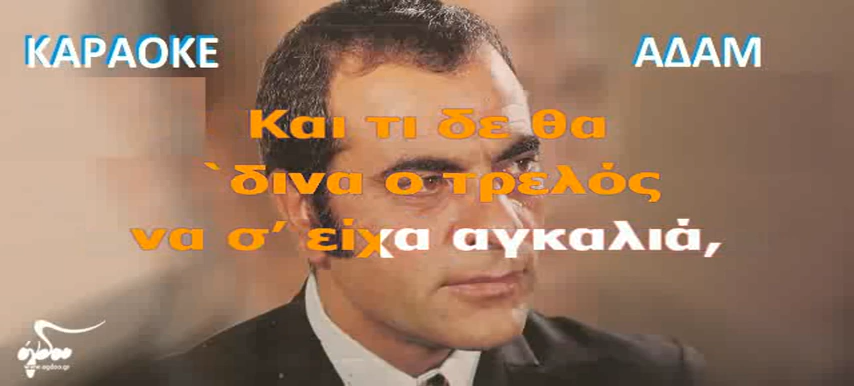 ΚΑΡΑΟΚΕ ΑΔΑΜ
Και τι δε θα
`δινα ο τρελός
να σ’ είχα αγκαλιά,
όγδοο
www.ogdoo.gr